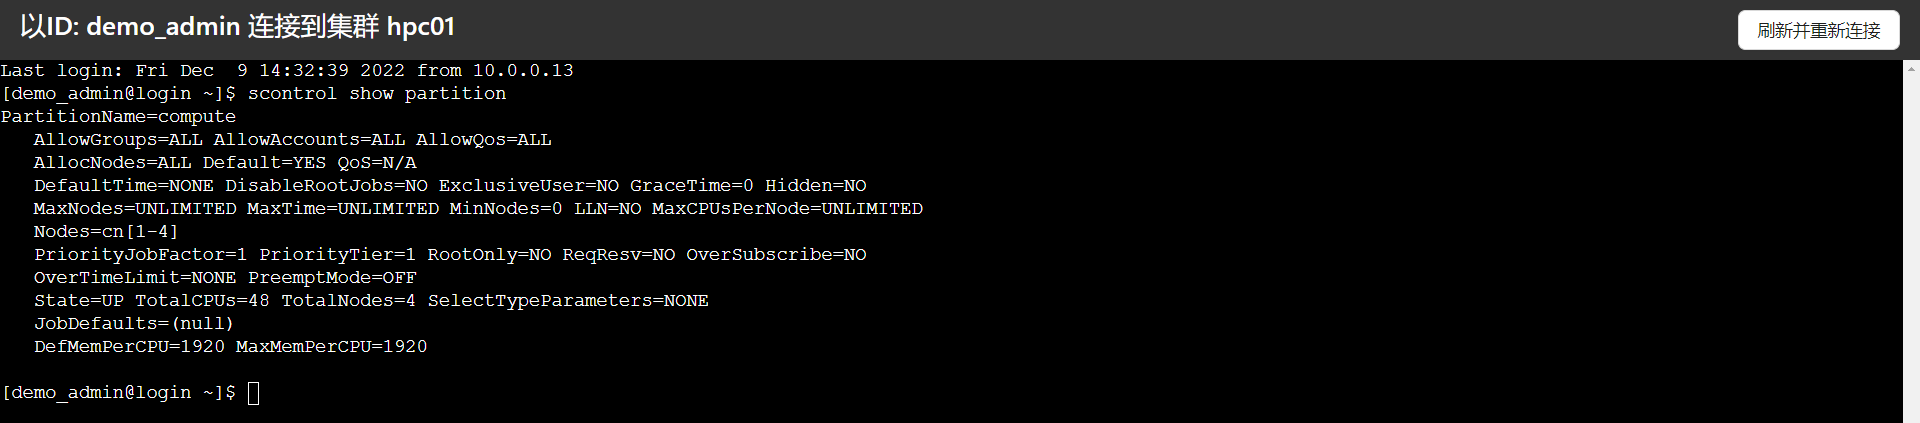 以ID: demo_admin 连接到集群 hpc01
刷新并重新连接
Last login: Fri Dec  9 14:32:39 2022 from 10.0.0.13
[demo_admin@login ~]$ scontrol show partition
PartitionName=compute
   AllowGroups=ALL AllowAccounts=ALL AllowQos=ALL
   AllocNodes=ALL Default=YES QoS=N/A
   DefaultTime=NONE DisableRootJobs=NO ExclusiveUser=NO GraceTime=0 Hidden=NO
   MaxNodes=UNLIMITED MaxTime=UNLIMITED MinNodes=0 LLN=NO MaxCPUsPerNode=UNLIMITED
   Nodes=cn[1-4]
   PriorityJobFactor=1 PriorityTier=1 RootOnly=NO ReqResv=NO OverSubscribe=NO
   OverTimeLimit=NONE PreemptMode=OFF
   State=UP TotalCPUs=48 TotalNodes=4 SelectTypeParameters=NONE
   JobDefaults=(null)
   DefMemPerCPU=1920 MaxMemPerCPU=1920
[demo_admin@login ~]$